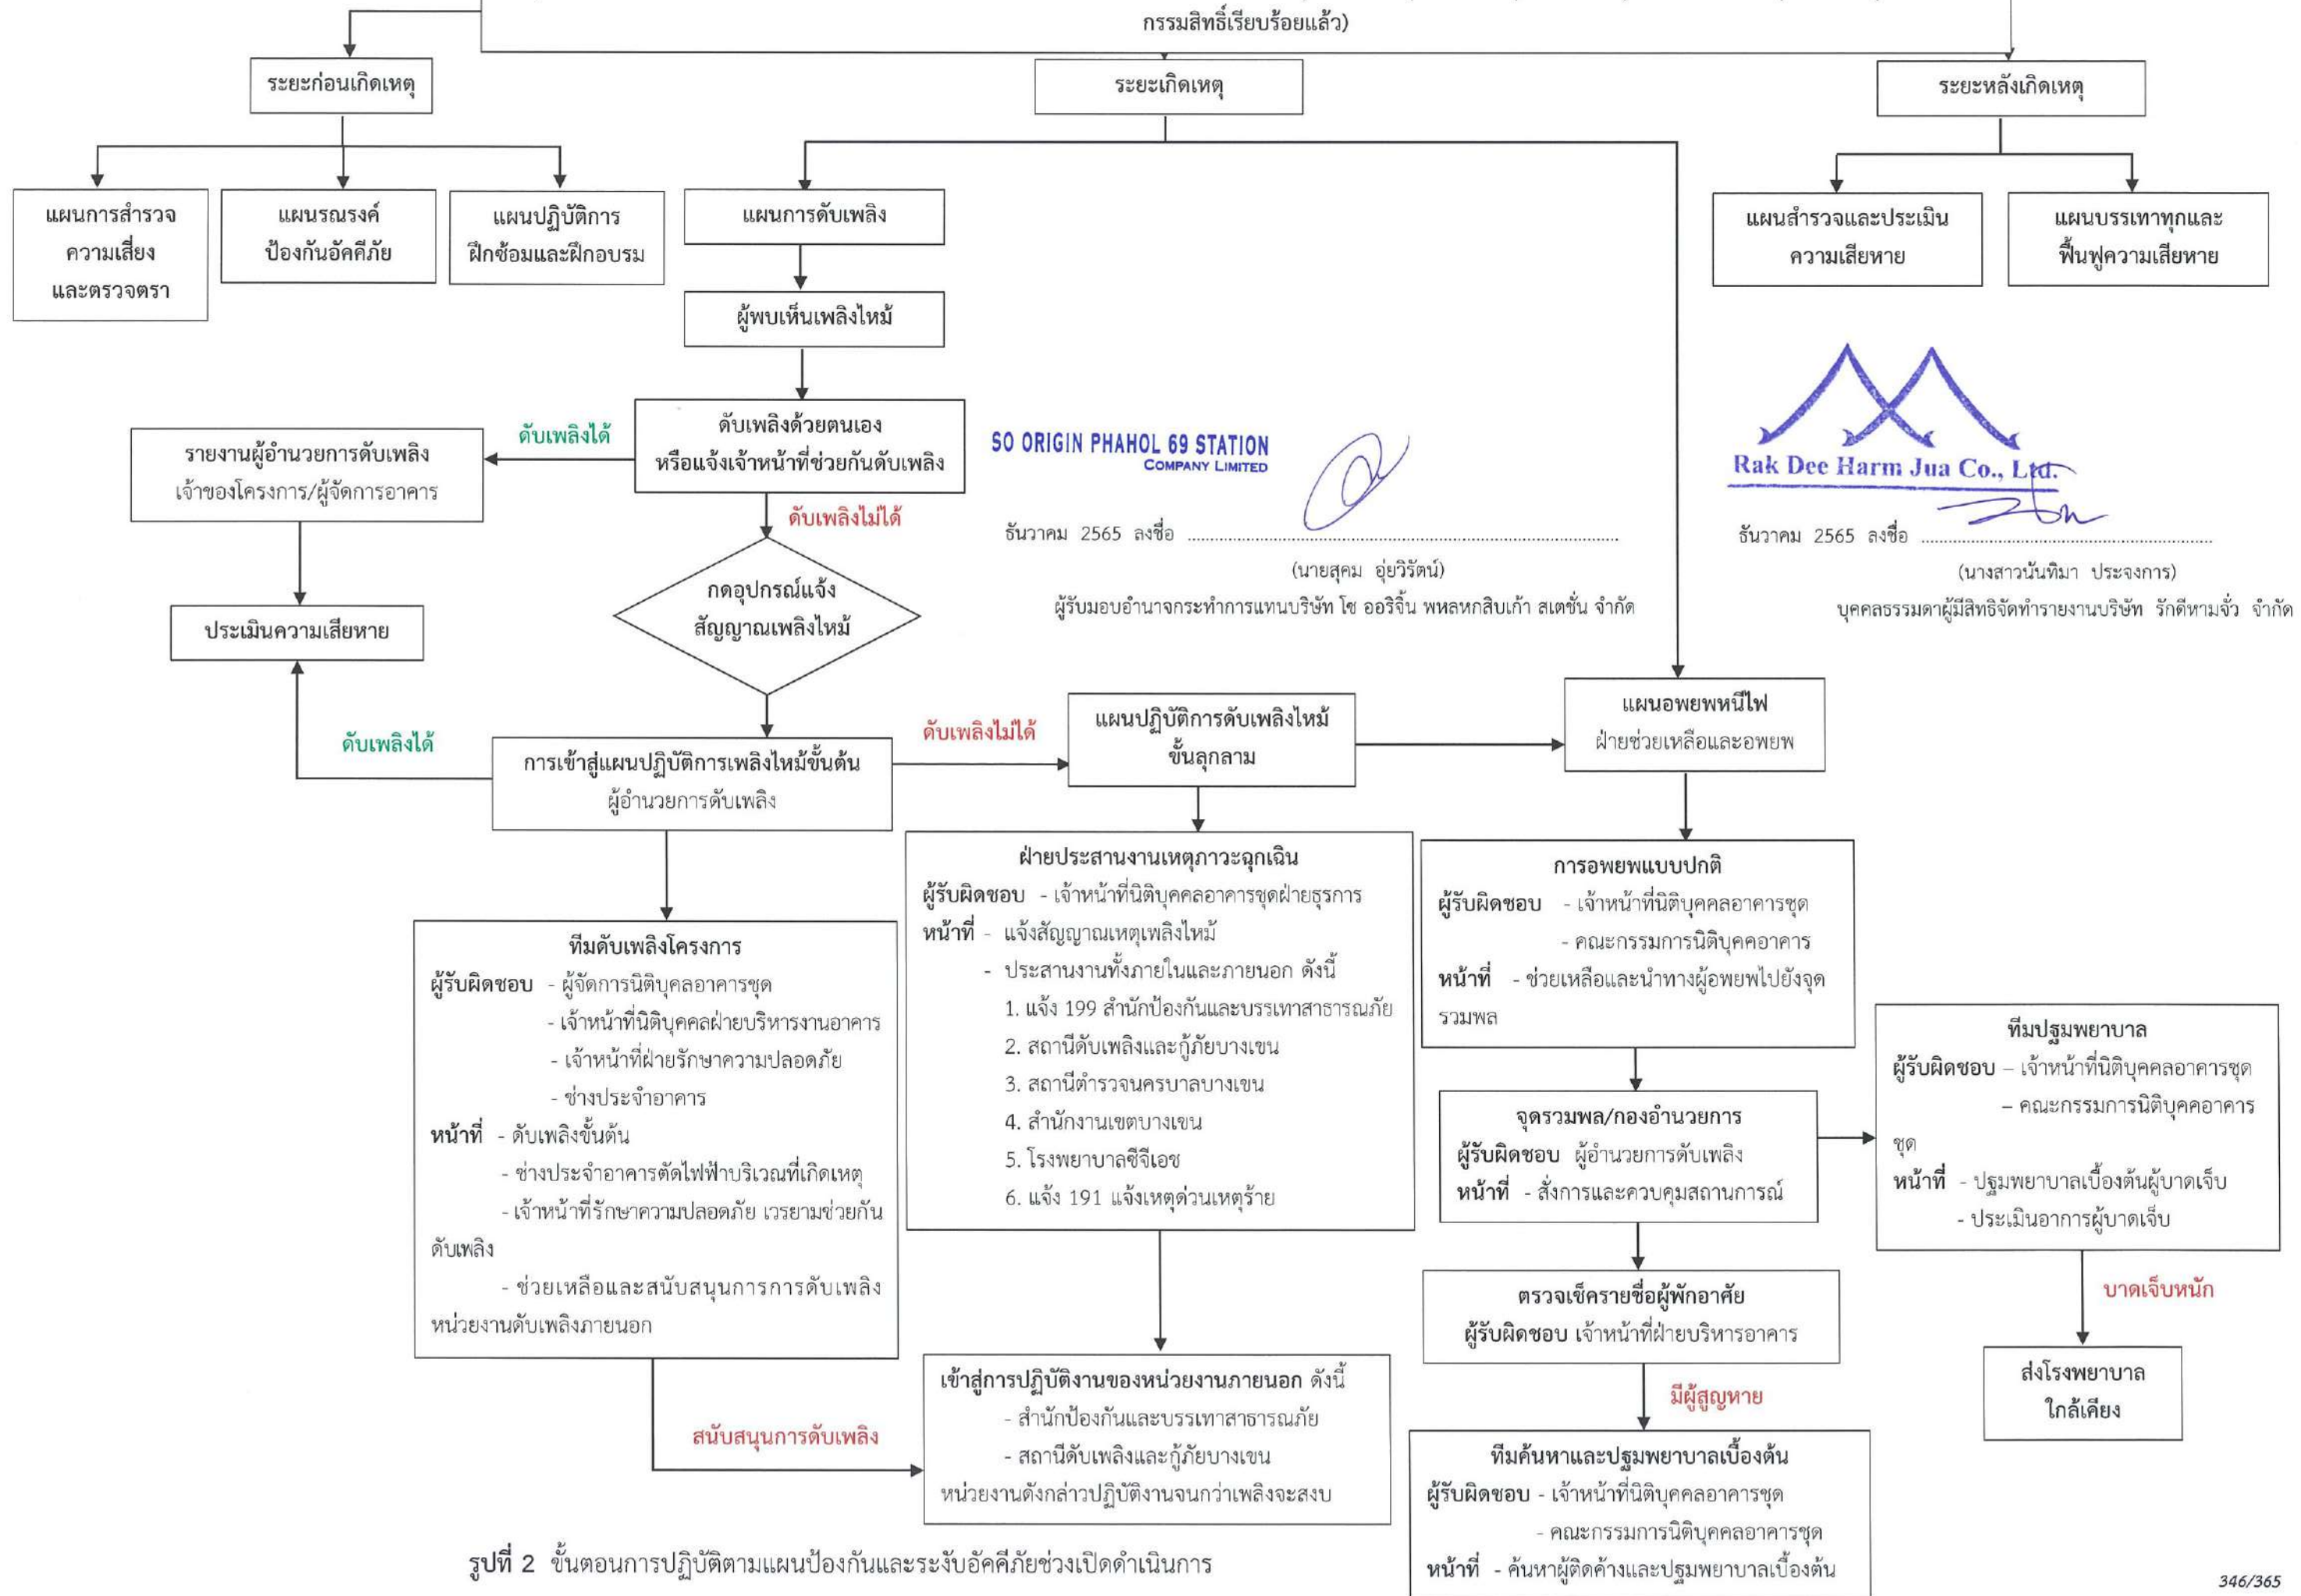 กรรมสิทธิ์เรียบร้อยแล้ว)
ระยะก่อนเกิดเหตุ
ระยะเกิดเหตุ
ระยะหลังเกิดเหตุ
แผนการสำรวจ
ความเสี่ยง
และตรวจตรา
แผนรณรงค์
ป้องกันอัคคีภัย
แผนปฏิบัติการ
ฝึกซ้อมและฝึกอบรม
แผนการดับเพลิง
แผนสำรวจและประเมิน
ความเสียหาย
แผนบรรเทาทุกและ
ฟื้นฟูความเสียหาย
ผู้พบเห็นเพลิงไหม้
ดับเพลิงด้วยตนเอง
หรือแจ้งเจ้าหน้าที่ช่วยกันดับเพลิง
ดับเพลิงได้
รายงานผู้อำนวยการดับเพลิง
เจ้าของโครงการ/ผู้จัดการอาคาร
ดับเพลิงไม่ได้
SO ORIGIN PHAHOL 69 STATION
COMPANY LIMITED
ธันวาคม 2565 ลงชื่อ
(นายสุคม อุ่ยวิรัตน์)
ผู้รับมอบอำนาจกระทำการแทนบริษัท โซ ออริจิ้น พหลหกสิบเก้า สเตชั่น จำกัด
Rak Dee Harm Jua Co., Ltd.
ธันวาคม 2565 ลงชื่อ
(นางสาวนันทิมา ประจงการ)
บุคคลธรรมดาผู้มีสิทธิจัดทำรายงานบริษัท รักดีหามจั่ว จำกัด
กดอุปกรณ์แจ้ง
สัญญาณเพลิงไหม้
ประเมินความเสียหาย
ดับเพลิงได้
การเข้าสู่แผนปฏิบัติการเพลิงไหม้ขั้นต้น
ผู้อำนวยการดับเพลิง
ดับเพลิงไม่ได้
แผนปฏิบัติการดับเพลิงไหม้
ขั้นลุกลาม
แผนอพยพหนีไฟ
ฝ่ายช่วยเหลือและอพยพ
ทีมดับเพลิงโครงการ
ผู้รับผิดชอบ - ผู้จัดการนิติบุคลอาคารชุด
- เจ้าหน้าที่นิติบุคคลฝ่ายบริหารงานอาคาร
- เจ้าหน้าที่ฝ่ายรักษาความปลอดภัย
- ช่างประจำอาคาร
หน้าที่ - ดับเพลิงขั้นต้น
- ช่างประจำอาคารตัดไฟฟ้าบริเวณที่เกิดเหตุ
- เจ้าหน้าที่รักษาความปลอดภัย เวรยามช่วยกัน
ดับเพลิง
- ช่วยเหลือและสนับสนุนการการดับเพลิง
หน่วยงานดับเพลิงภายนอก
ฝ่ายประสานงานเหตุภาวะฉุกเฉิน
ผู้รับผิดชอบ - เจ้าหน้าที่นิติบุคคลอาคารชุดฝ่ายธุรการ
หน้าที่ - แจ้งสัญญาณเหตุเพลิงไหม้
- ประสานงานทั้งภายในและภายนอก ดังนี้
1. แจ้ง 199 สำนักป้องกันและบรรเทาสาธารณภัย
2. สถานีดับเพลิงและกู้ภัยบางเขน
3. สถานีตำรวจนครบาลบางเขน
4. สำนักงานเขตบางเขน
5. โรงพยาบาลซีจีเอช
6. แจ้ง 191 แจ้งเหตุด่วนเหตุร้าย
การอพยพแบบปกติ
ผู้รับผิดชอบ - เจ้าหน้าที่นิติบุคคลอาคารชุด
- คณะกรรมการนิติบุคคอาคาร
หน้าที่ - ช่วยเหลือและนำทางผู้อพยพไปยังจุด
รวมพล
จุดรวมพล/กองอำนวยการ
ผู้รับผิดชอบ ผู้อำนวยการดับเพลิง
หน้าที่ - สั่งการและควบคุมสถานการณ์
ทีมปฐมพยาบาล
ผู้รับผิดชอบ – เจ้าหน้าที่นิติบุคคลอาคารชุด
– คณะกรรมการนิติบุคคอาคาร
ชุด
หน้าที่ - ปฐมพยาบาลเบื้องต้นผู้บาดเจ็บ
- ประเมินอาการผู้บาดเจ็บ
ตรวจเช็ครายชื่อผู้พักอาศัย
ผู้รับผิดชอบ เจ้าหน้าที่ฝ่ายบริหารอาคาร
บาดเจ็บหนัก
ส่งโรงพยาบาล
ใกล้เคียง
มีผู้สูญหาย
สนับสนุนการดับเพลิง
เข้าสู่การปฏิบัติงานของหน่วยงานภายนอก ดังนี้
- สำนักป้องกันและบรรเทาสาธารณภัย
- สถานีดับเพลิงและกู้ภัยบางเขน
หน่วยงานดังกล่าวปฏิบัติงานจนกว่าเพลิงจะสงบ
ทีมค้นหาและปฐมพยาบาลเบื้องต้น
ผู้รับผิดชอบ - เจ้าหน้าที่นิติบุคคลอาคารชุด
- คณะกรรมการนิติบุคคอาคารชุด
หน้าที่ - ค้นหาผู้ติดค้างและปฐมพยาบาลเบื้องต้น
รูปที่ 2 ขั้นตอนการปฏิบัติตามแผนป้องกันและระงับอัคคีภัยช่วงเปิดดำเนินการ
346/365